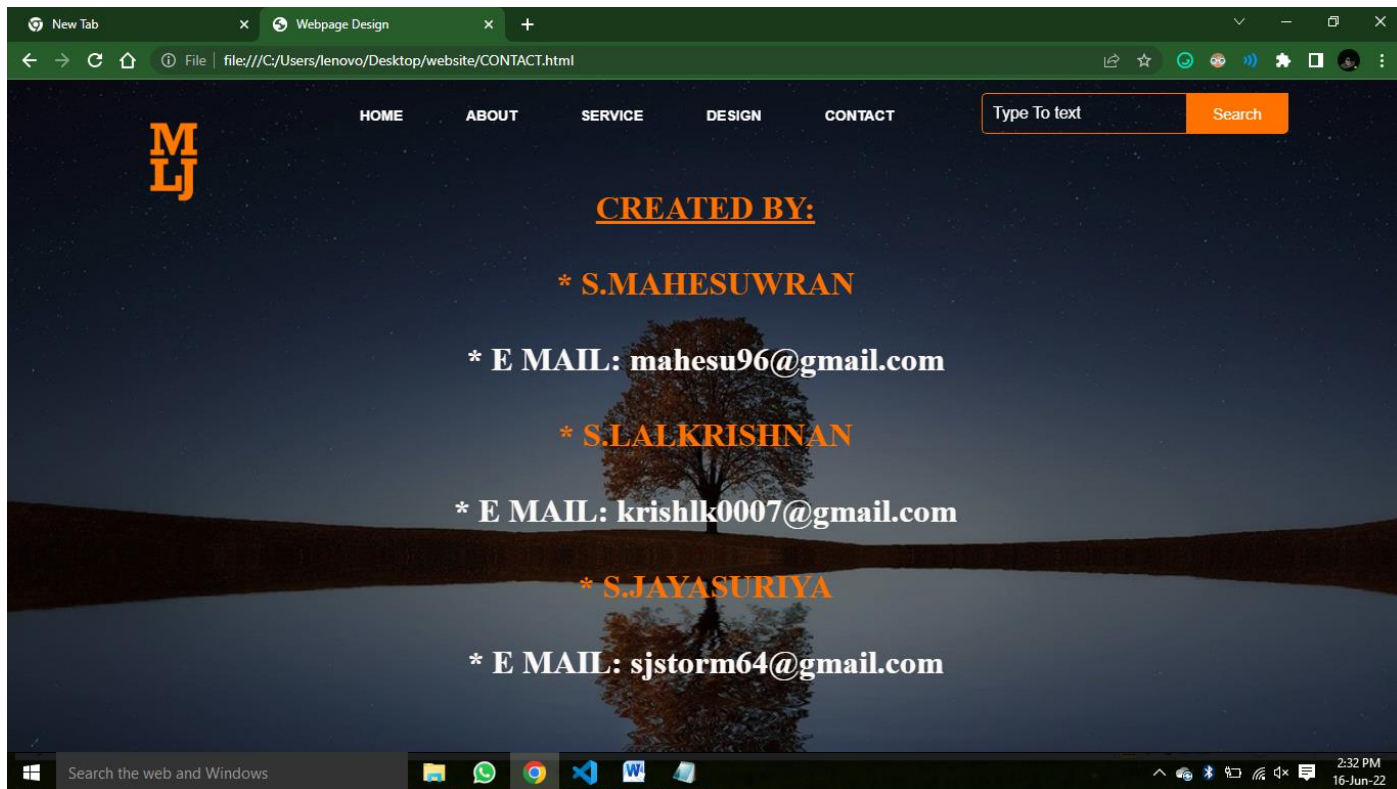 New Tab
Webpage Design
File | file:///C:/Users/lenovo/Desktop/website/CONTACT.html
M
LJ
HOME ABOUT SERVICE DESIGN CONTACT
Type To text Search
CREATED BY:
* S.MAHESUWRAN
* E MAIL: mahesu96@gmail.com
* S.LALKRISHNAN
* E MAIL: krishlk0007@gmail.com
* S.JAYASURIYA
* E MAIL: sjstorm64@gmail.com
Search the web and Windows
2:32 PM
16-Jun-22